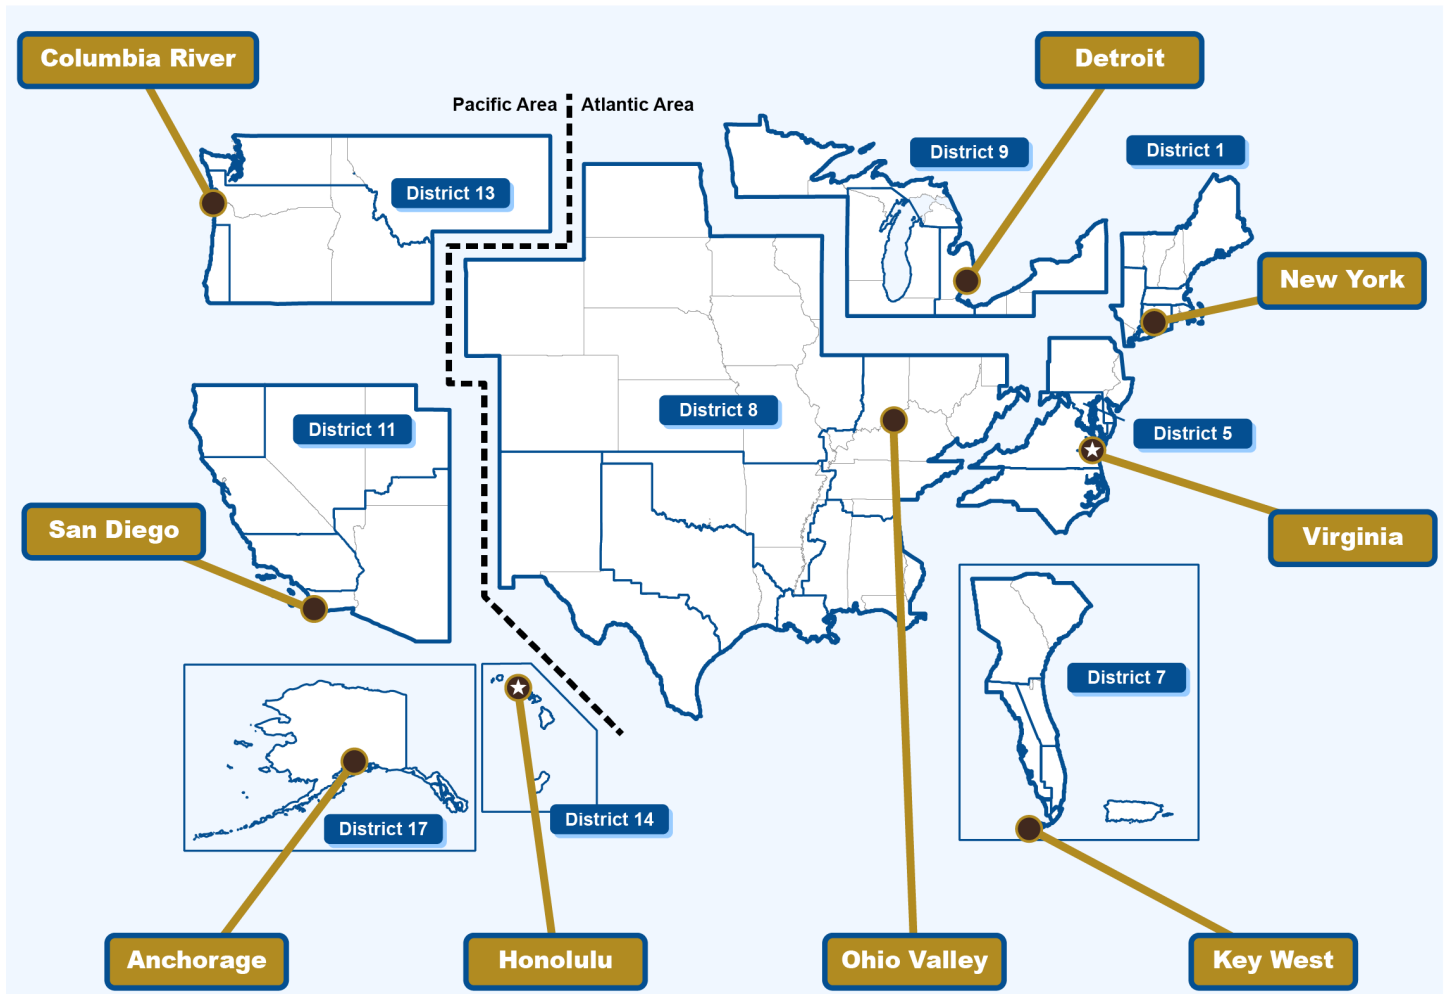 Columbia River
Detroit
Pacific Area
Atlantic Area
District 9
District 1
District 13
New York
District 8
District 11
District 5
San Diego
Virginia
District 7
District 14
District 17
Anchorage
Honolulu
Ohio Valley
Key West